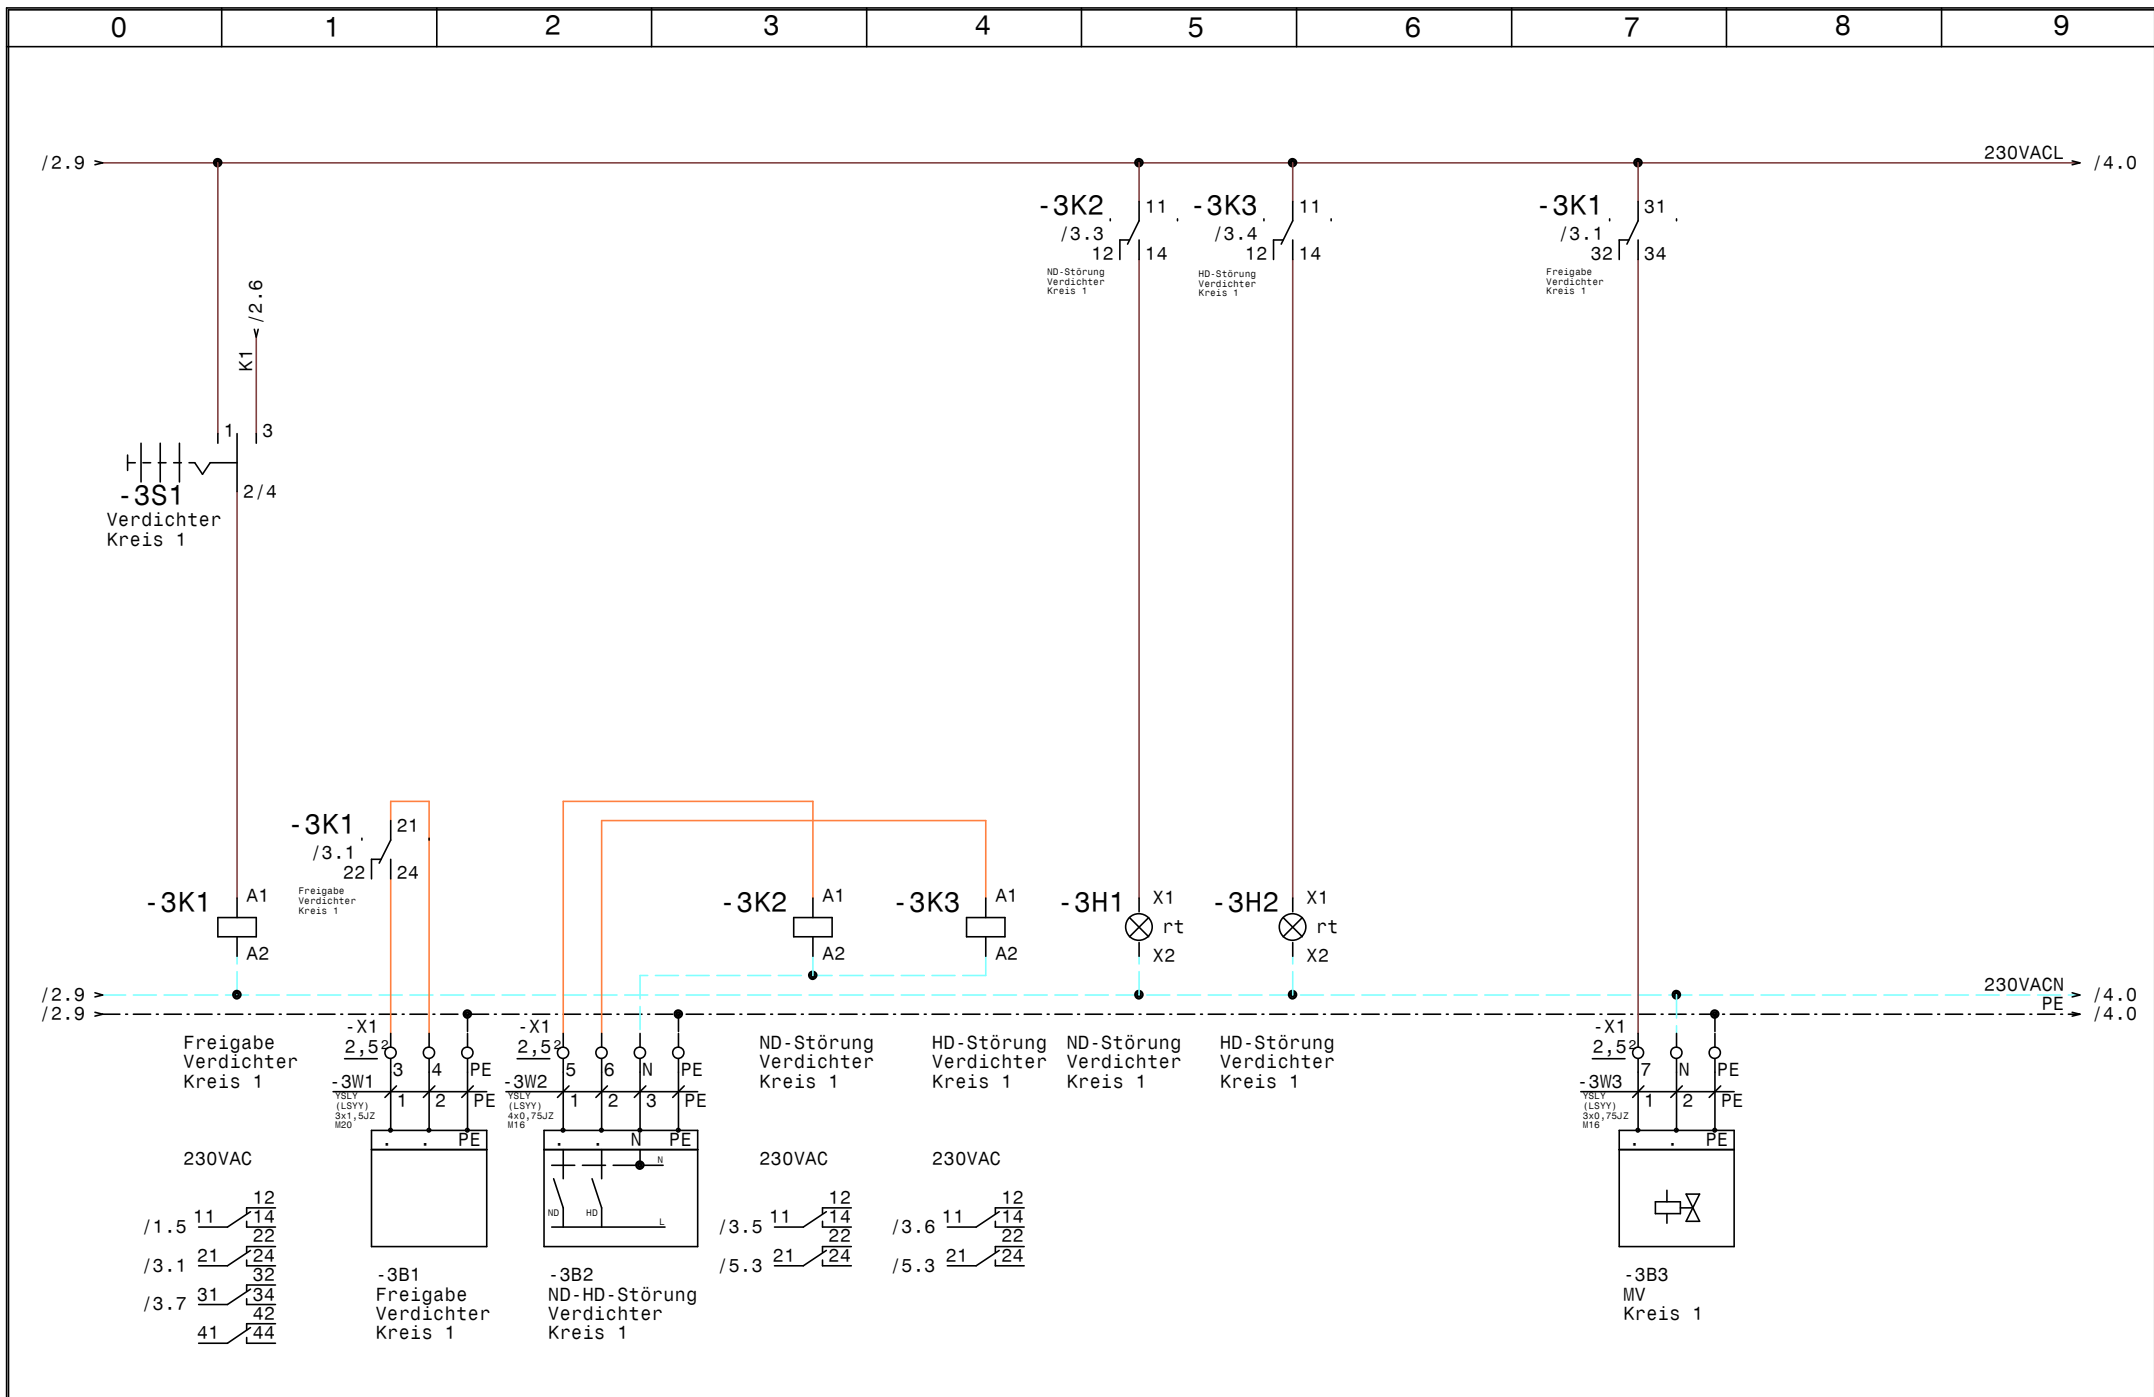 0 1 2 3 4 5 6 7 8 9
/2.9 230VACL /4.0
-3K2 11
/3.3
12 14
ND-Störung
Verdichter
Kreis 1
-3K3 11
/3.4
12 14
HD-Störung
Verdichter
Kreis 1
-3K1 31
/3.1
32 34
Freigabe
Verdichter
Kreis 1
/2.6
K1
1 3
-3S1 2/4
Verdichter
Kreis 1
-3K1 21
/3.1
22 24
Freigabe
Verdichter
Kreis 1
-3K1 A1
A2
-3K2 A1
A2
-3K3 A1
A2
-3H1 X1
rt
X2
-3H2 X1
rt
X2
/2.9 230VACN /4.0
/2.9 PE /4.0
Freigabe
Verdichter
Kreis 1
-X1
2,5²
3 4 PE
-3W1
YSLY
(LSYY)
3x1,5JZ
M20
1 2 PE
. . PE
-X1
2,5²
5 6 N PE
-3W2
YSLY
(LSYY)
4x0,75JZ
M16
1 2 3 PE
. . N PE
N
ND HD L
ND-Störung
Verdichter
Kreis 1
HD-Störung
Verdichter
Kreis 1
ND-Störung
Verdichter
Kreis 1
HD-Störung
Verdichter
Kreis 1
-X1
2,5²
7 N PE
-3W3
YSLY
(LSYY)
3x0,75JZ
M16
1 2 PE
. . PE
230VAC
12
/1.5 11 14
22
/3.1 21 24
32
/3.7 31 34
42
41 44
-3B1
Freigabe
Verdichter
Kreis 1
-3B2
ND-HD-Störung
Verdichter
Kreis 1
230VAC
12
/3.5 11 14
22
/5.3 21 24
230VAC
12
/3.6 11 14
22
/5.3 21 24
-3B3
MV
Kreis 1